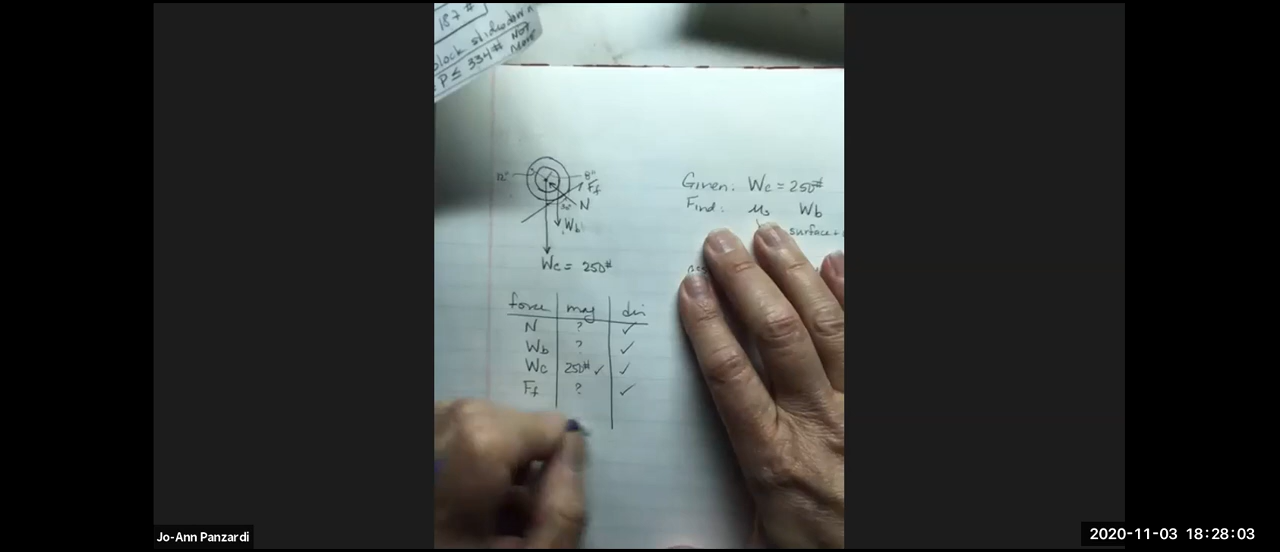 187 #
block slides down
P ≤ 334# NOT
More
12" 8"
Ff
30° N
Wb
Wc = 250#
Given: Wc = 250#
Find: μs Wb
surface +
force mag dir
N ? ✓
Wb ? ✓
Wc 250# ✓ ✓
Ff ? ✓
Jo-Ann Panzardi
2020-11-03 18:28:03